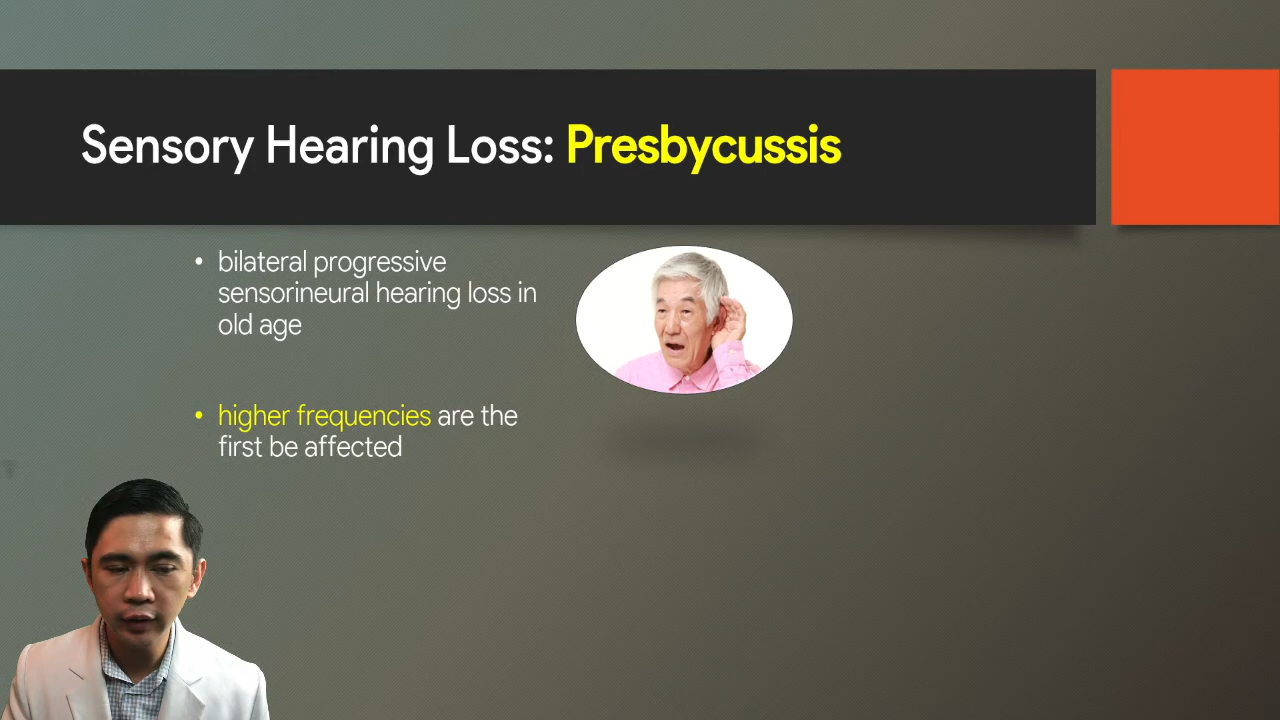 Sensory Hearing Loss: Presbycussis
• bilateral progressive
sensorineural hearing loss in
old age
• higher frequencies are the
first be affected